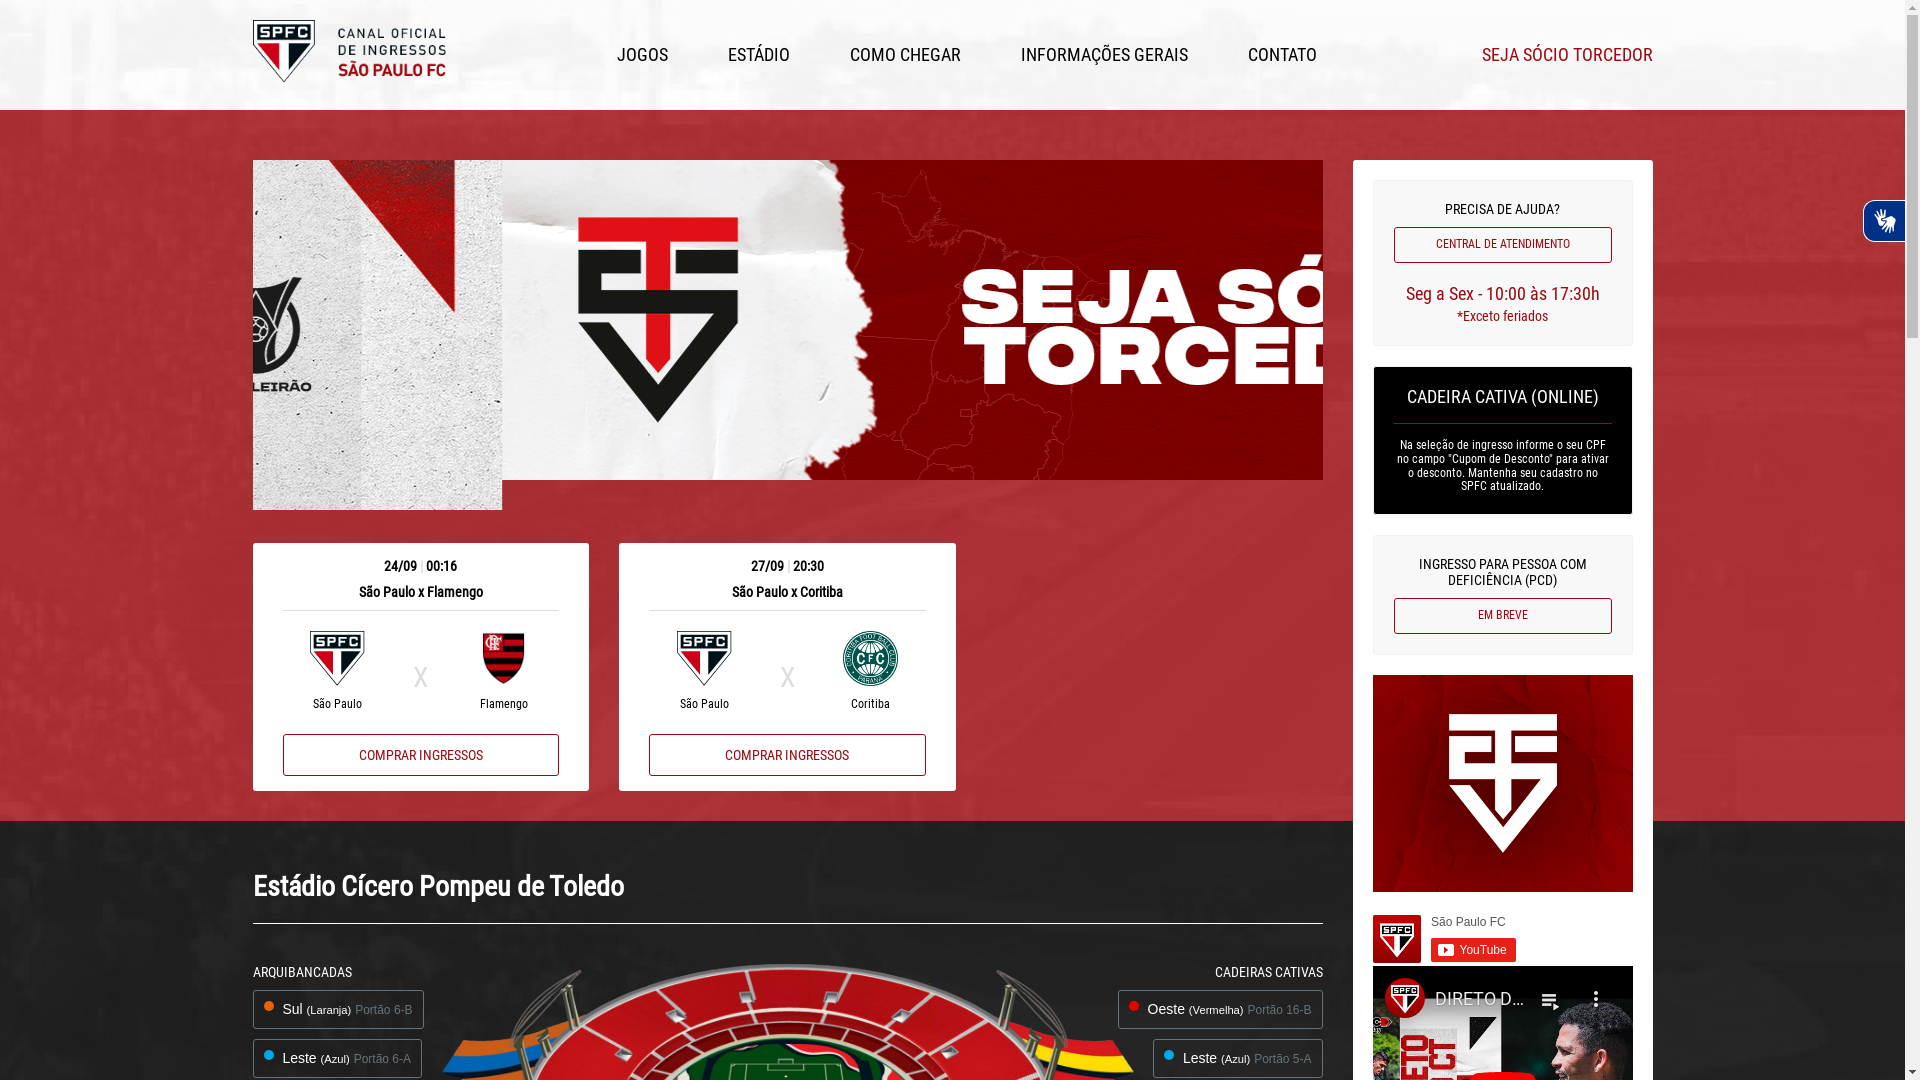 SPFC
CANAL OFICIAL
DE INGRESSOS
SÃO PAULO FC
JOGOS
ESTÁDIO
COMO CHEGAR
INFORMAÇÕES GERAIS
CONTATO
SEJA SÓCIO TORCEDOR
LEIRÃO
SEJA SÓ
TORCED
PRECISA DE AJUDA?
CENTRAL DE ATENDIMENTO
Seg a Sex - 10:00 às 17:30h
*Exceto feriados
CADEIRA CATIVA (ONLINE)
Na seleção de ingresso informe o seu CPF
no campo "Cupom de Desconto" para ativar
o desconto. Mantenha seu cadastro no
SPFC atualizado.
INGRESSO PARA PESSOA COM
DEFICIÊNCIA (PCD)
EM BREVE
24/09 | 00:16
São Paulo x Flamengo
SPFC
X
São Paulo
Flamengo
COMPRAR INGRESSOS
27/09 | 20:30
São Paulo x Coritiba
SPFC
X
CFC
São Paulo
Coritiba
COMPRAR INGRESSOS
Estádio Cícero Pompeu de Toledo
ARQUIBANCADAS
Sul (Laranja) Portão 6-B
Leste (Azul) Portão 6-A
CADEIRAS CATIVAS
Oeste (Vermelha) Portão 16-B
Leste (Azul) Portão 5-A
SPFC
São Paulo FC
YouTube
SPFC
DIRETO D...